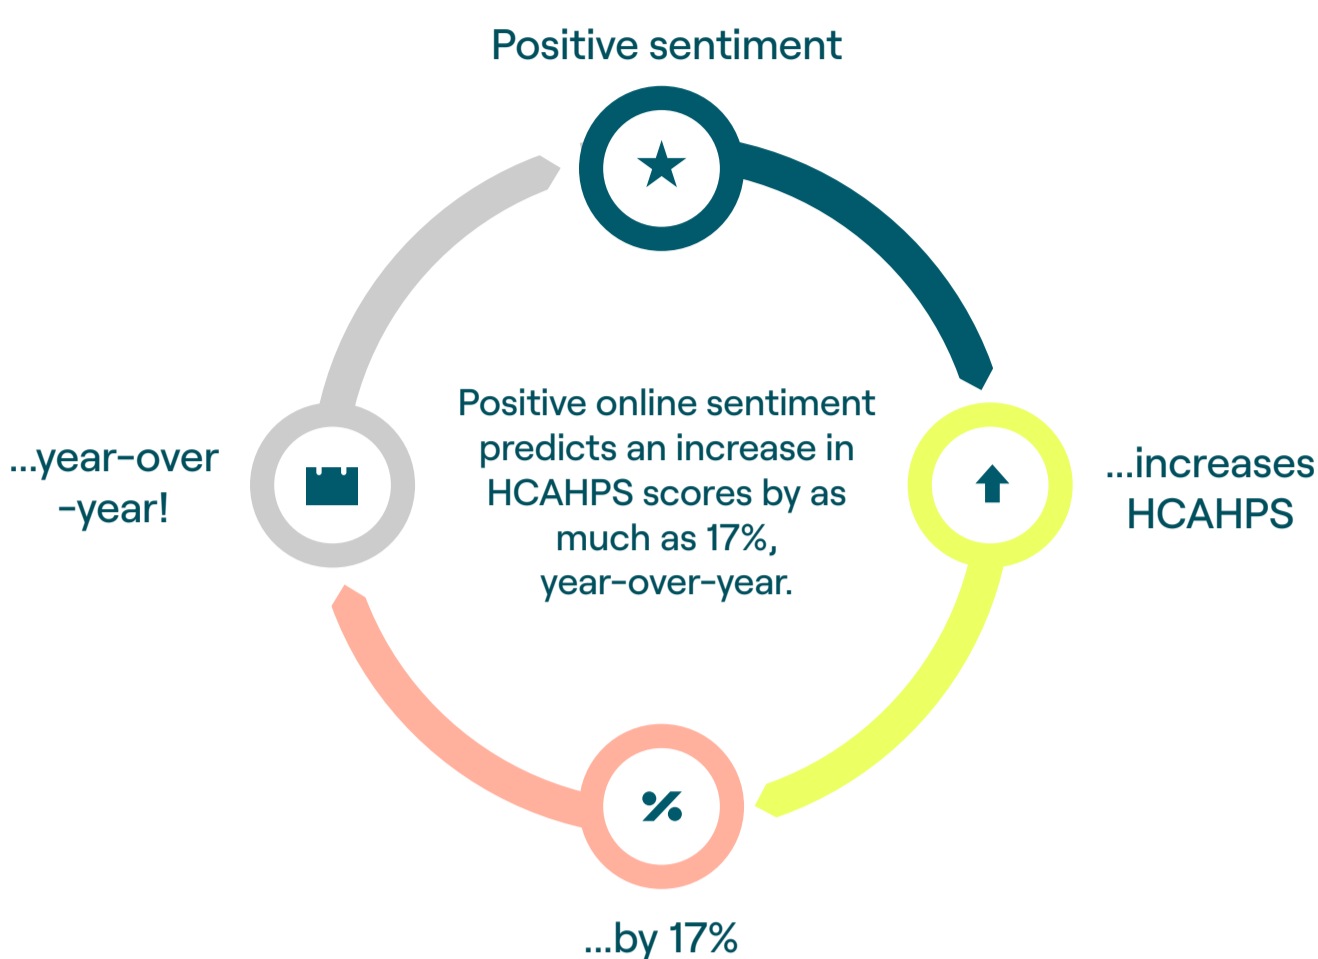 Positive sentiment
...increases
HCAHPS
...by 17%
...year-over
-year!
Positive online sentiment
predicts an increase in
HCAHPS scores by as
much as 17%,
year-over-year.